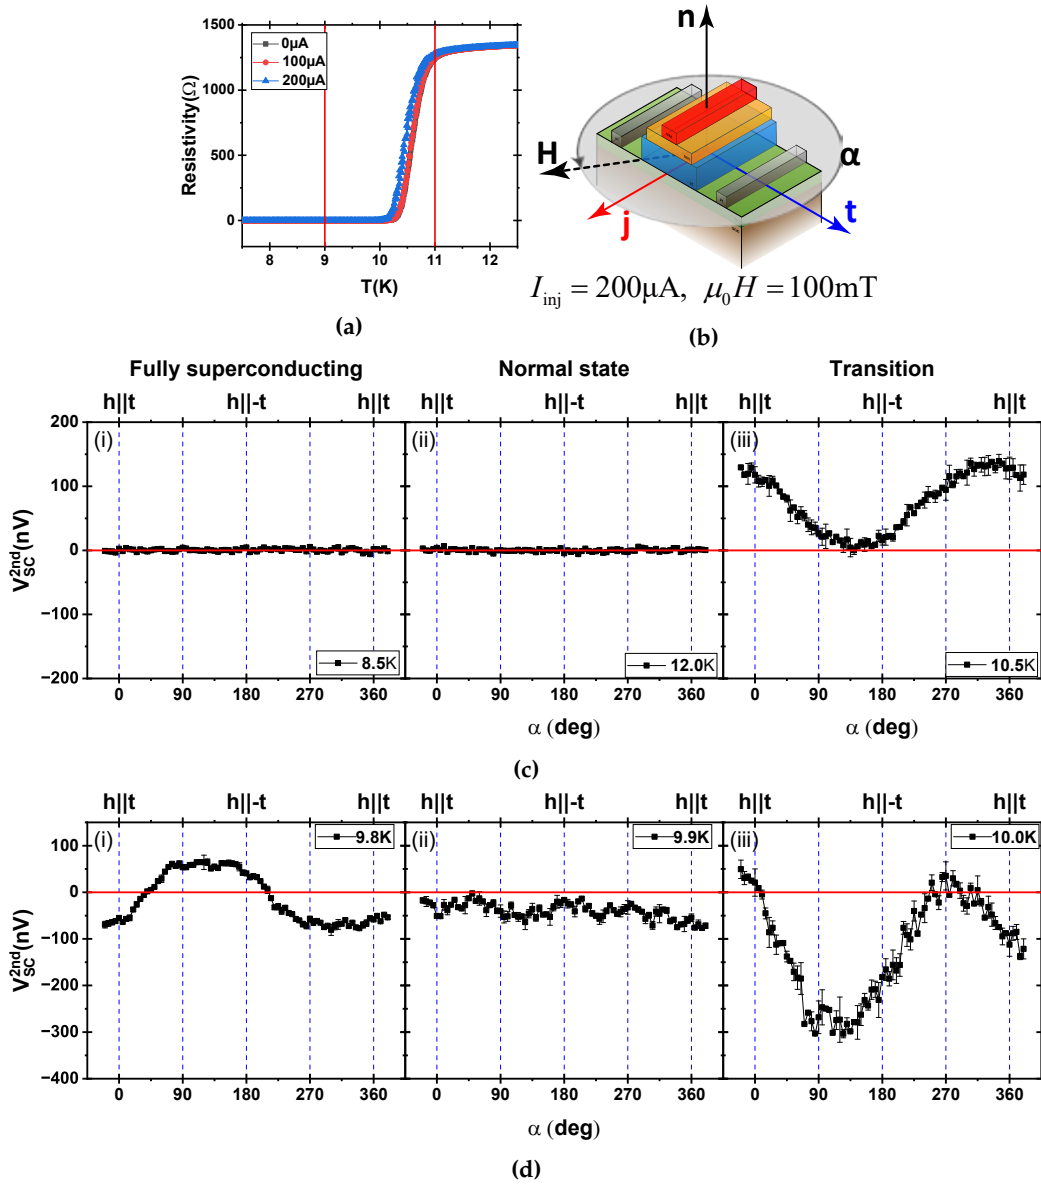 1500
1000
500
0
Resistivity(Ω)
0μA
100μA
200μA
8 9 10 11 12
T(K)
(a)
n
H
α
j
t
I_inj = 200μA, μ₀H = 100mT
(b)
Fully superconducting Normal state Transition
h||t h||-t h||t h||t h||-t h||t h||t h||-t h||t
200
100
0
−100
−200
V_SC^2nd(nV)
(i) (ii) (iii)
8.5K 12.0K 10.5K
0 90 180 270 360 0 90 180 270 360 0 90 180 270 360
α (deg) α (deg) α (deg)
(c)
h||t h||-t h||t h||t h||-t h||t h||t h||-t h||t
100
0
−100
−200
−300
−400
V_SC^2nd(nV)
(i) (ii) (iii)
9.8K 9.9K 10.0K
0 90 180 270 360 0 90 180 270 360 0 90 180 270 360
α (deg)
(d)